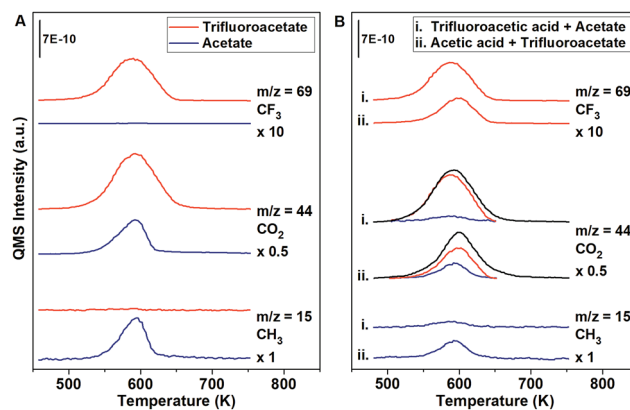 A
7E-10
Trifluoroacetate
Acetate
m/z = 69
CF3
x 10
m/z = 44
CO2
x 0.5
m/z = 15
CH3
x 1
QMS Intensity (a.u.)
500
600
700
800
Temperature (K)
B
7E-10
i. Trifluoroacetic acid + Acetate
ii. Acetic acid + Trifluoroacetate
i.
ii.
m/z = 69
CF3
x 10
i.
ii.
m/z = 44
CO2
x 0.5
i.
ii.
m/z = 15
CH3
x 1
500
600
700
800
Temperature (K)